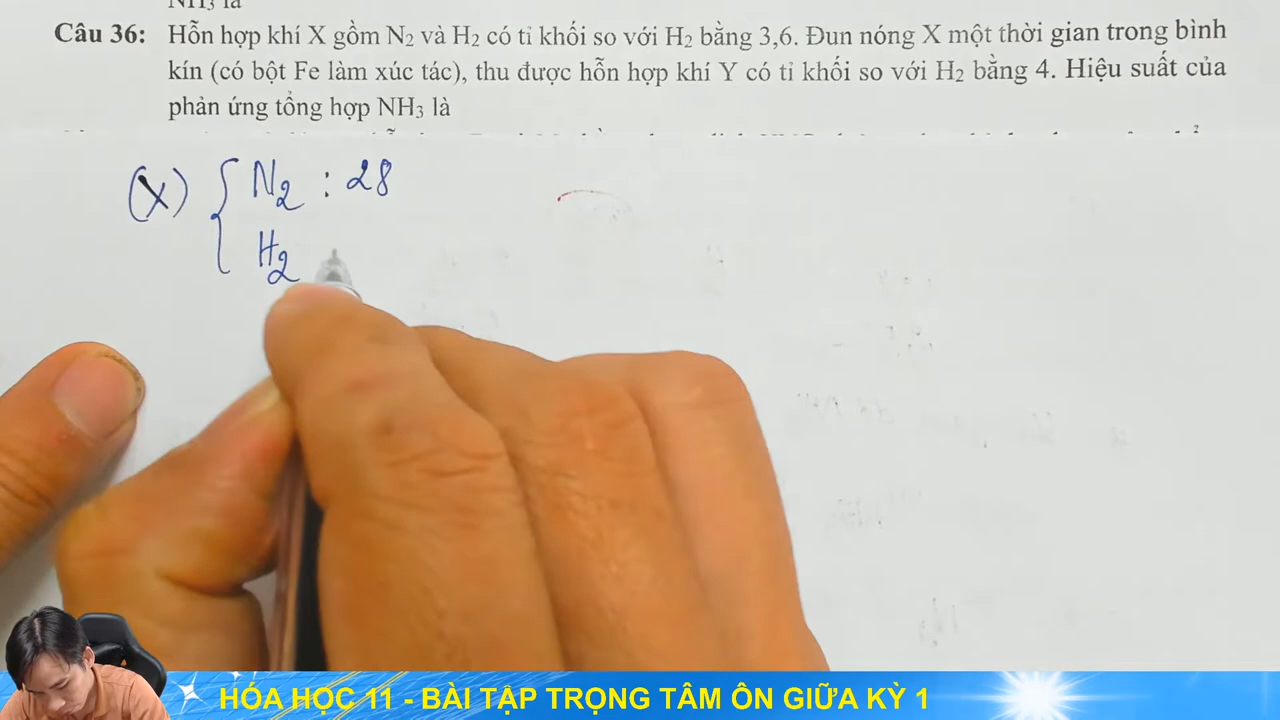 NH3 là
Câu 36: Hỗn hợp khí X gồm N2 và H2 có tỉ khối so với H2 bằng 3,6. Đun nóng X một thời gian trong bình
kín (có bột Fe làm xúc tác), thu được hỗn hợp khí Y có tỉ khối so với H2 bằng 4. Hiệu suất của
phản ứng tổng hợp NH3 là
(X) { N2 : 28
H2
HÓA HỌC 11 - BÀI TẬP TRỌNG TÂM ÔN GIỮA KỲ 1